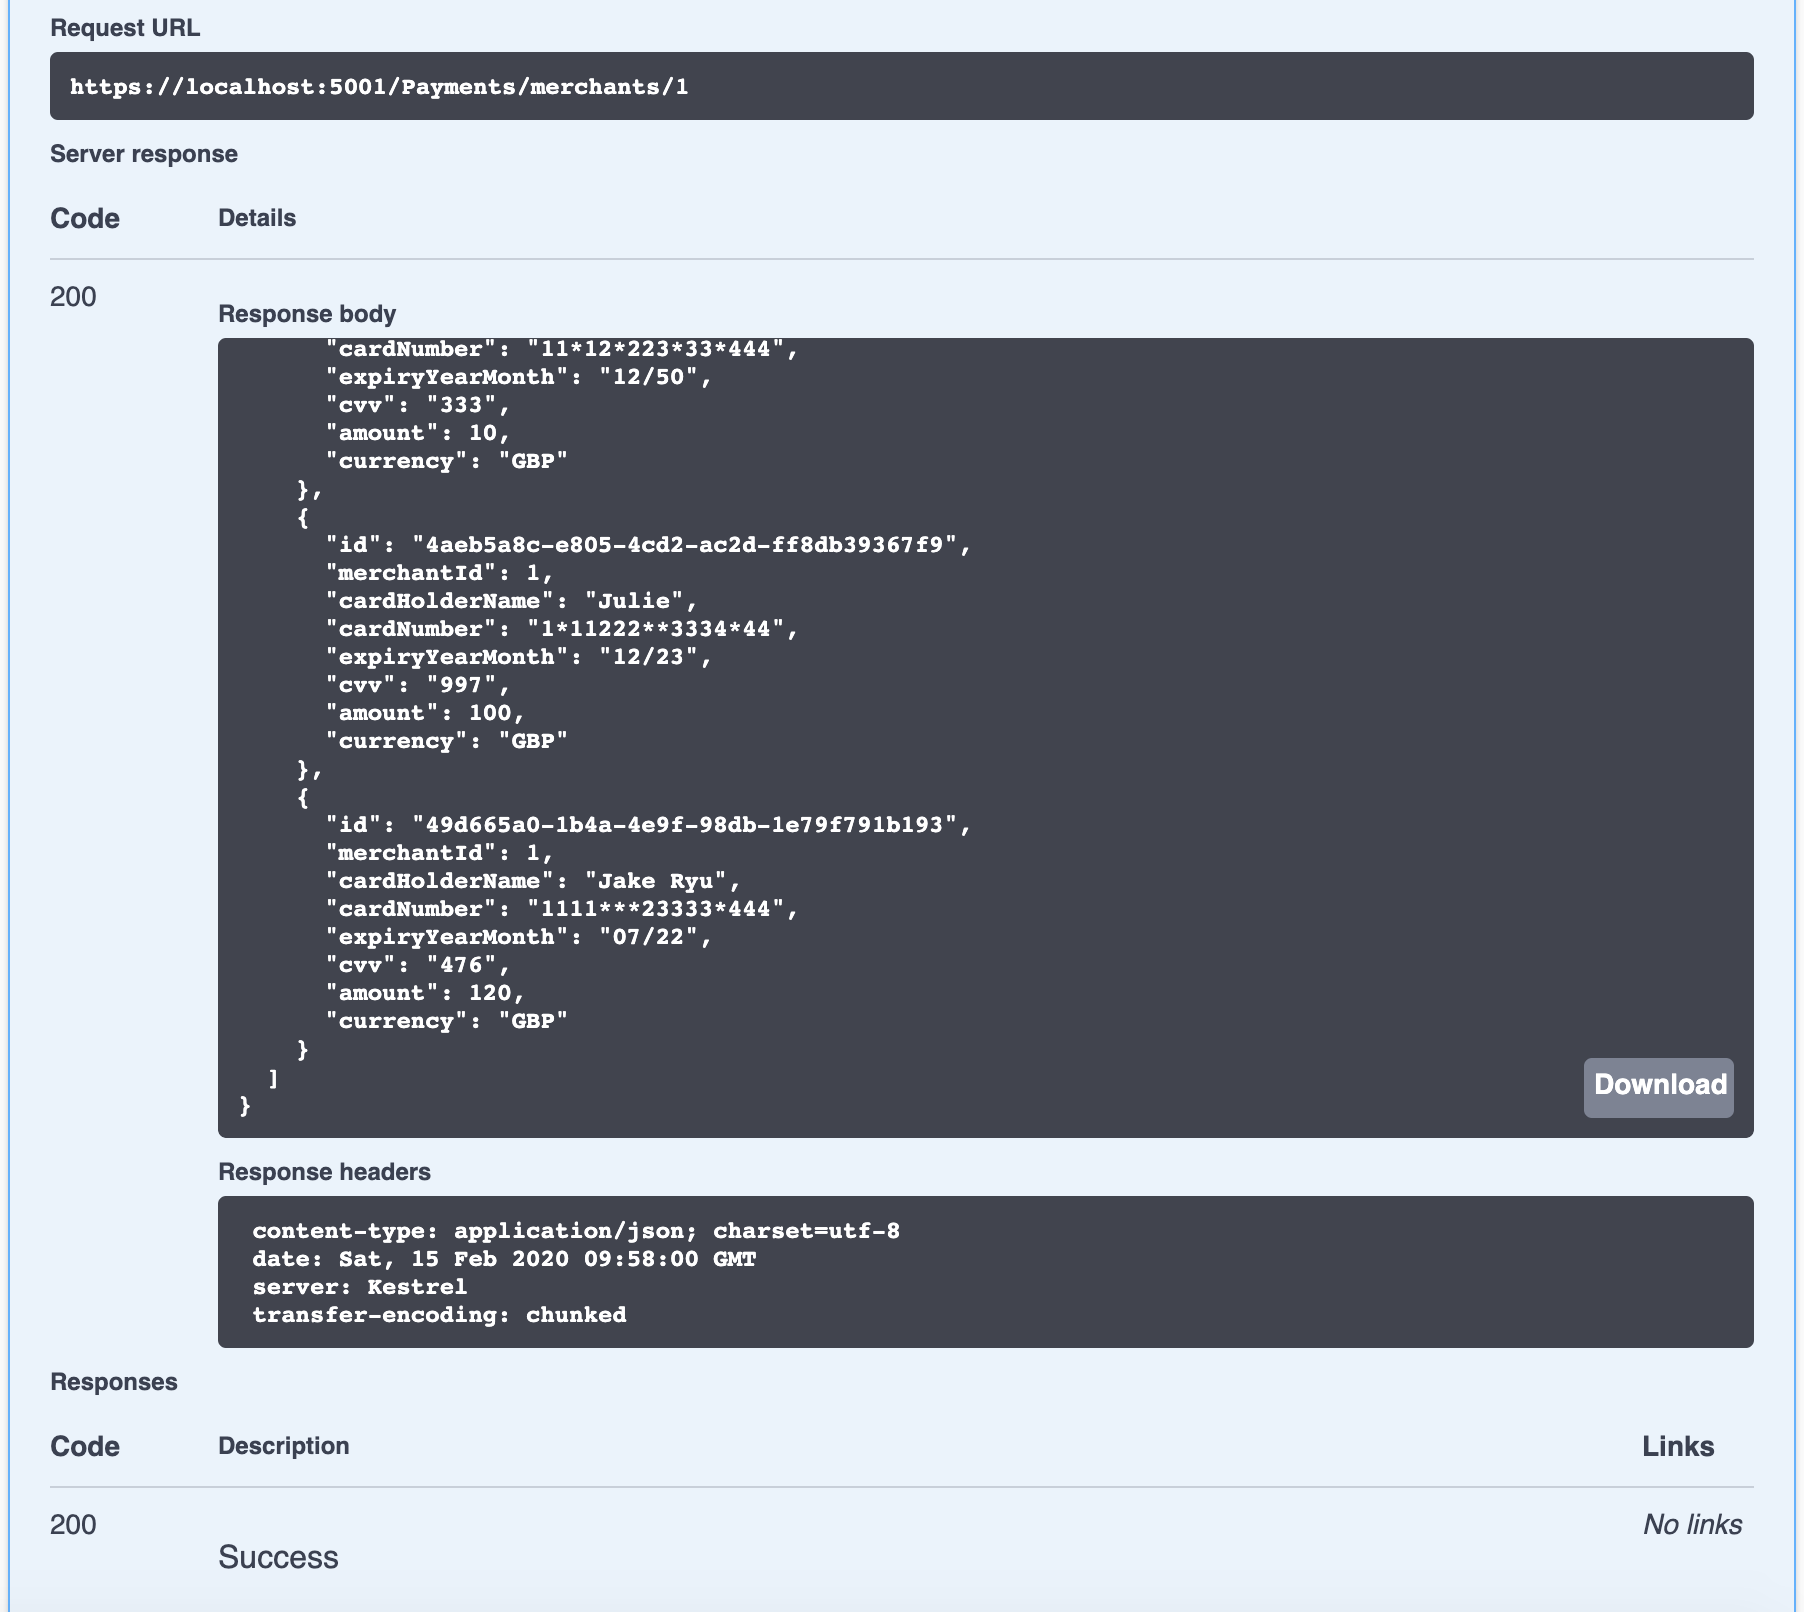 Request URL
https://localhost:5001/Payments/merchants/1
Server response
Code Details
200
Response body
"cardNumber": "11*12*223*33*444",
"expiryYearMonth": "12/50",
"cvv": "333",
"amount": 10,
"currency": "GBP"
},
{
"id": "4aeb5a8c-e805-4cd2-ac2d-ff8db39367f9",
"merchantId": 1,
"cardHolderName": "Julie",
"cardNumber": "1*11222**3334*44",
"expiryYearMonth": "12/23",
"cvv": "997",
"amount": 100,
"currency": "GBP"
},
{
"id": "49d665a0-1b4a-4e9f-98db-1e79f791b193",
"merchantId": 1,
"cardHolderName": "Jake Ryu",
"cardNumber": "1111***23333*444",
"expiryYearMonth": "07/22",
"cvv": "476",
"amount": 120,
"currency": "GBP"
}
]
}
Download
Response headers
content-type: application/json; charset=utf-8
date: Sat, 15 Feb 2020 09:58:00 GMT
server: Kestrel
transfer-encoding: chunked
Responses
Code Description Links
200 No links
Success